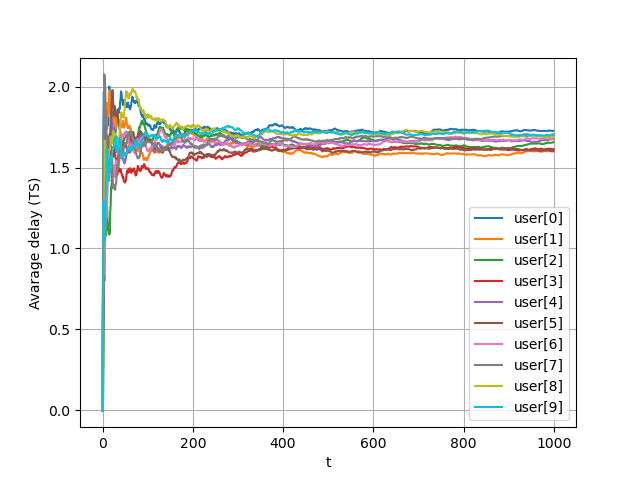 2.0
1.5
1.0
0.5
0.0
Avarage delay (TS)
0
200
400
600
800
1000
t
user[0]
user[1]
user[2]
user[3]
user[4]
user[5]
user[6]
user[7]
user[8]
user[9]